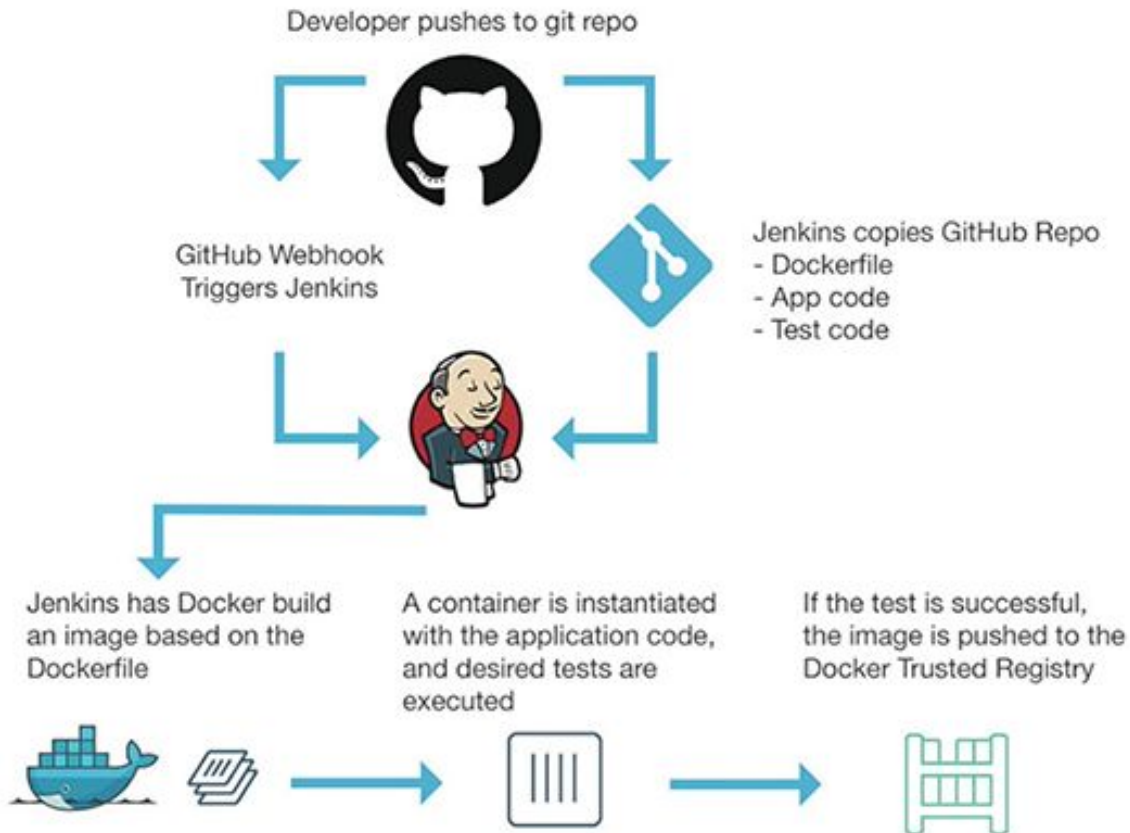 Developer pushes to git repo
GitHub Webhook
Triggers Jenkins
Jenkins copies GitHub Repo
- Dockerfile
- App code
- Test code
Jenkins has Docker build
an image based on the
Dockerfile
A container is instantiated
with the application code,
and desired tests are
executed
If the test is successful,
the image is pushed to the
Docker Trusted Registry